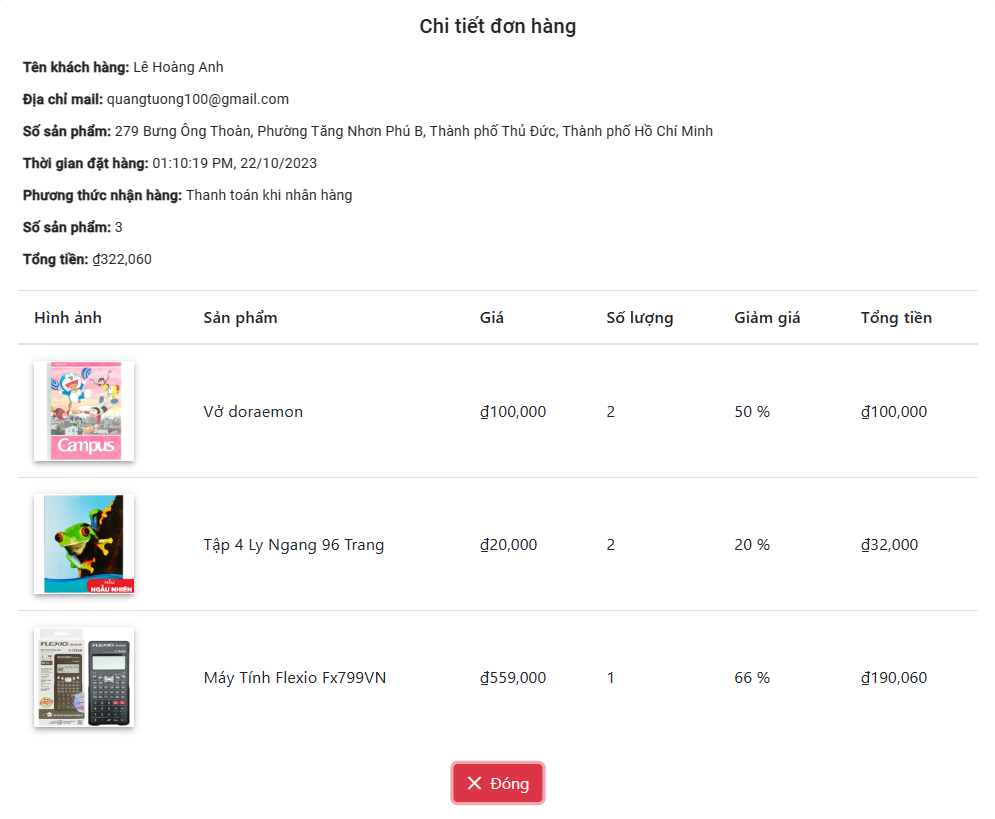 Chi tiết đơn hàng
Tên khách hàng: Lê Hoàng Anh
Địa chỉ mail: quangtuong100@gmail.com
Số sản phẩm: 279 Bưng Ông Thoàn, Phường Tăng Nhơn Phú B, Thành phố Thủ Đức, Thành phố Hồ Chí Minh
Thời gian đặt hàng: 01:10:19 PM, 22/10/2023
Phương thức nhận hàng: Thanh toán khi nhân hàng
Số sản phẩm: 3
Tổng tiền: ₫322,060
Hình ảnh Sản phẩm Giá Số lượng Giảm giá Tổng tiền
Campus
Vở doraemon ₫100,000 2 50 % ₫100,000
MẪU
NGẪU NHIÊN
Tập 4 Ly Ngang 96 Trang ₫20,000 2 20 % ₫32,000
FLEXIO
FLEXIO
Máy Tính Flexio Fx799VN ₫559,000 1 66 % ₫190,060
Đóng